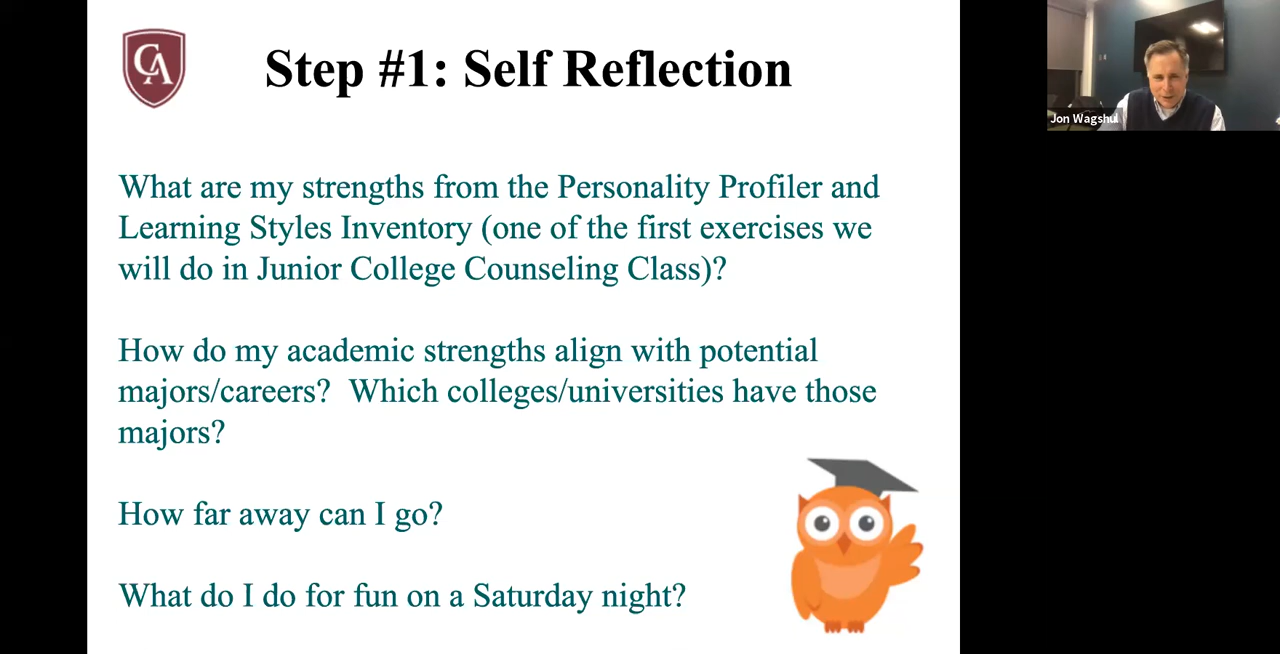 CA
Step #1: Self Reflection
Jon Wagshul
What are my strengths from the Personality Profiler and
Learning Styles Inventory (one of the first exercises we
will do in Junior College Counseling Class)?
How do my academic strengths align with potential
majors/careers?  Which colleges/universities have those
majors?
How far away can I go?
What do I do for fun on a Saturday night?